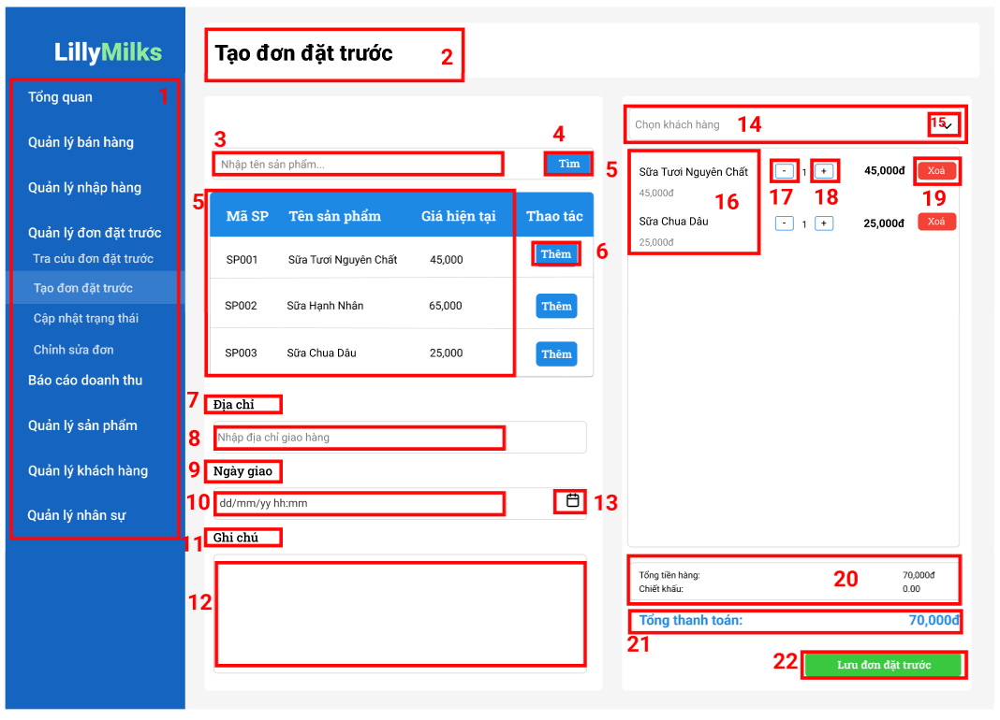 LillyMilks
1
Tổng quan
Quản lý bán hàng
Quản lý nhập hàng
Quản lý đơn đặt trước
Tra cứu đơn đặt trước
Tạo đơn đặt trước
Cập nhật trạng thái
Chỉnh sửa đơn
Báo cáo doanh thu
Quản lý sản phẩm
Quản lý khách hàng
Quản lý nhân sự
Tạo đơn đặt trước 2
3 4
Nhập tên sản phẩm... Tìm 5
5
Mã SP Tên sản phẩm Giá hiện tại Thao tác
SP001 Sữa Tươi Nguyên Chất 45,000 Thêm 6
SP002 Sữa Hạnh Nhân 65,000 Thêm
SP003 Sữa Chua Dâu 25,000 Thêm
7 Địa chỉ
8 Nhập địa chỉ giao hàng
9 Ngày giao
10 dd/mm/yy hh:mm 13
11 Ghi chú
12
Chọn khách hàng 14 15
Sữa Tươi Nguyên Chất - 1 + 45,000đ Xoá
45,000đ 16 17 18 19
Sữa Chua Dâu - 1 + 25,000đ Xoá
25,000đ
Tổng tiền hàng: 20 70,000đ
Chiết khấu: 0.00
Tổng thanh toán: 70,000đ
21
22 Lưu đơn đặt trước